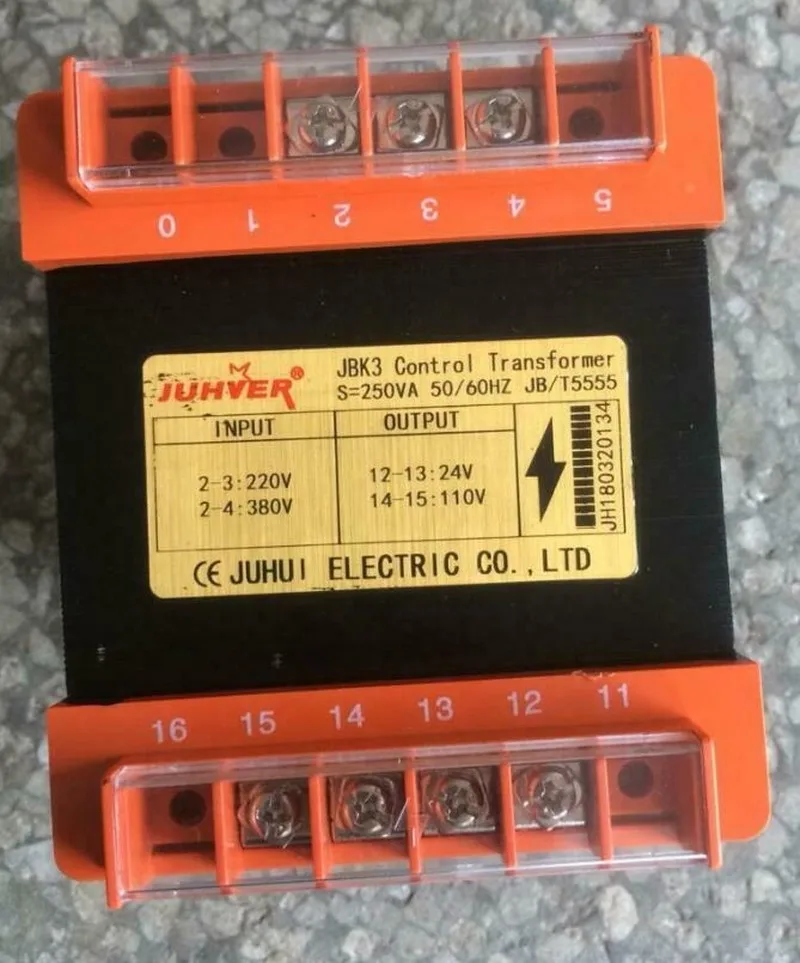 0 1 2 3 4 5
JUHVER®
JBK3 Control Transformer
S=250VA 50/60HZ JB/T5555
INPUT
2-3:220V
2-4:380V
OUTPUT
12-13:24V
14-15:110V
JH180320134
CE JUHUI ELECTRIC CO.,LTD
16 15 14 13 12 11